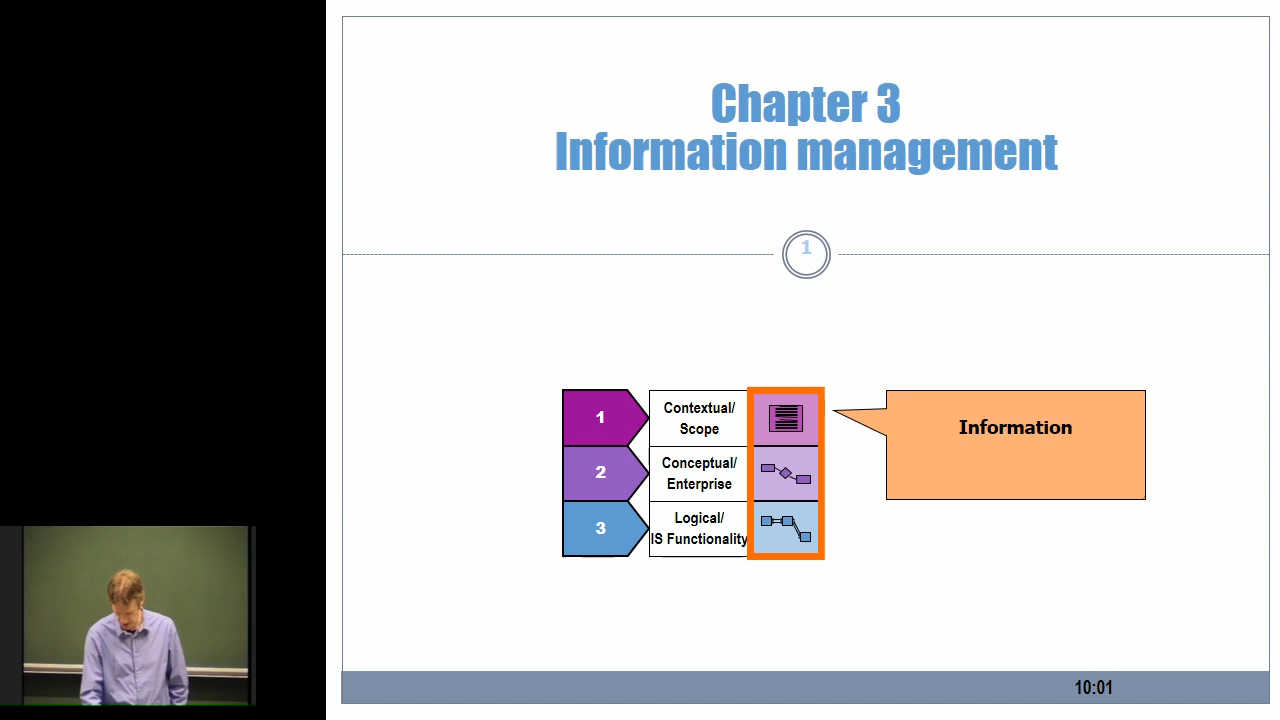 Chapter 3
Information management
1
1
Contextual/
Scope
Information
2
Conceptual/
Enterprise
3
Logical/
IS Functionality
10:01